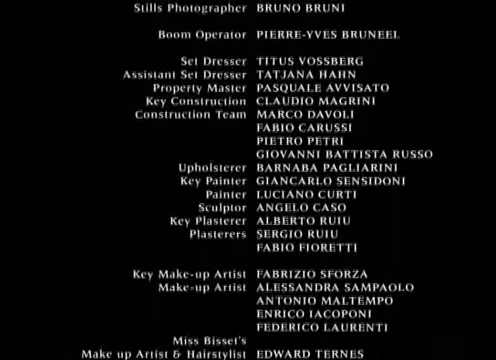 Stills Photographer BRUNO BRUNI
Boom Operator PIERRE-YVES BRUNEEL
Set Dresser TITUS VOSSBERG
Assistant Set Dresser TATJANA HAHN
Property Master PASQUALE AVVISATO
Key Construction CLAUDIO MAGRINI
Construction Team MARCO DAVOLI
FABIO CARUSSI
PIETRO PETRI
GIOVANNI BATTISTA RUSSO
Upholsterer BARNABA PAGLIARINI
Key Painter GIANCARLO SENSIDONI
Painter LUCIANO CURTI
Sculptor ANGELO CASO
Key Plasterer ALBERTO RUIU
Plasterers SERGIO RUIU
FABIO FIORETTI
Key Make-up Artist FABRIZIO SFORZA
Make-up Artist ALESSANDRA SAMPAOLO
ANTONIO MALTEMPO
ENRICO IACOPONI
FEDERICO LAURENTI
Miss Bisset's
Make up Artist & Hairstylist EDWARD TERNES